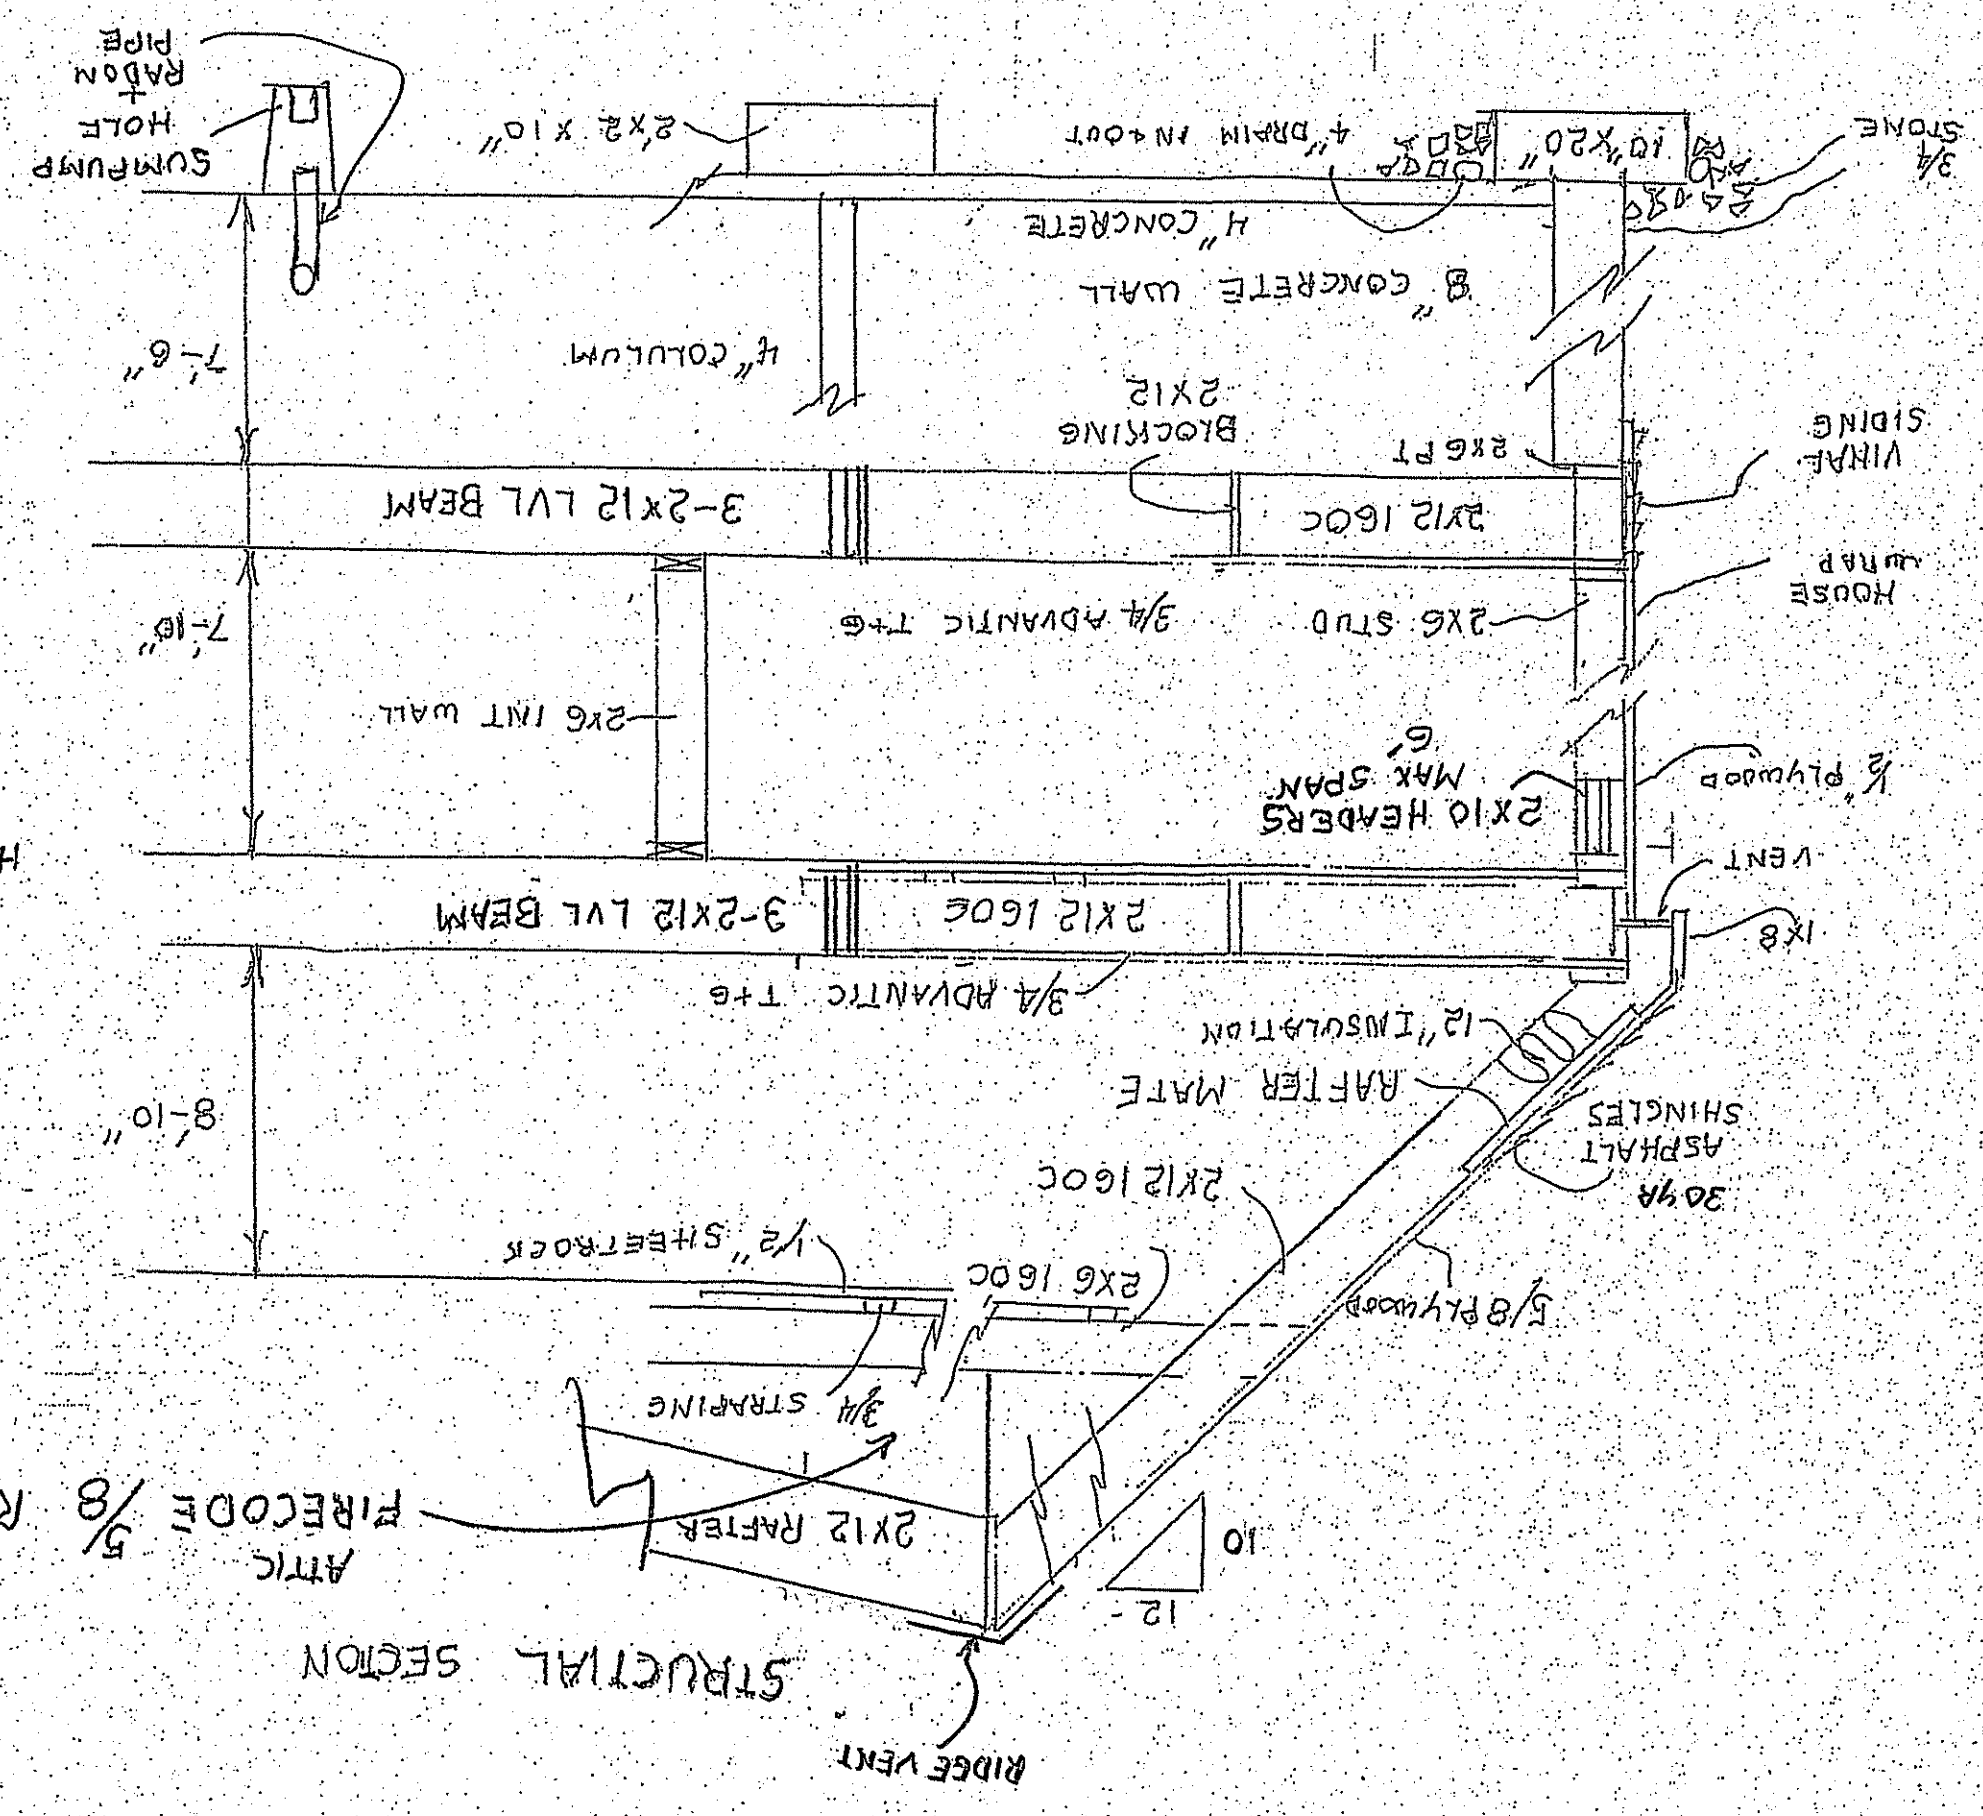 RIDGE VENT
STRUCTIAL SECTION
12
10
ATTIC
FIRECODE 5/8 R
2X12 RAFTER
3/4 STRAPING
5/8 PLYWOOD
2X6 16OC
1/2" SHEETROCK
30 YR
ASPHALT
SHINGLES
2X12 16OC
8'-10"
RAFTER MATE
12" INSULATION
3/4 ADVANTIC T+G
1X8
2X12 16OC
3-2X12 LVL BEAM
H
VENT
2X10 HEADERS
MAX SPAN
6'
1/2" PLYWOOD
2X6 INT WALL
7'-10"
HOUSE
WRAP
2X6 STUD
3/4 ADVANTIC T+G
2X12 16OC
3-2X12 LVL BEAM
VINAL
SIDING
2X6 PT
BLOCKING
2X12
4" COLULUM
7'-6"
8" CONCRETE WALL
4" CONCRETE
3/4
STONE
10"X20"
4" DRAIN IN+OUT
2'X2'X10"
SUMPUMP
HOLE
+
RADON
PIPE